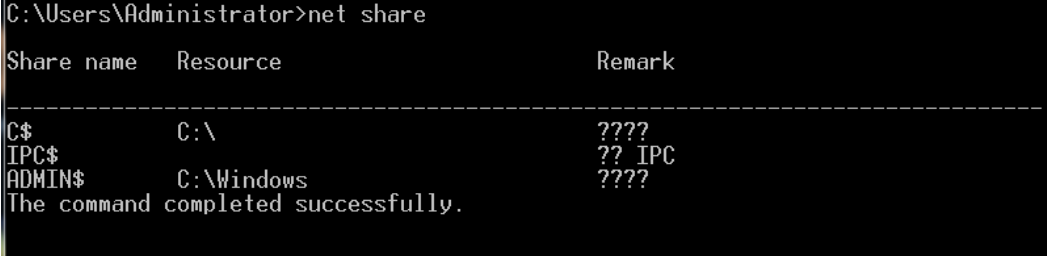 C:\Users\Administrator>net share
Share name Resource Remark
-------------------------------------------------------------------------------
C$ C:\ ????
IPC$ ?? IPC
ADMIN$ C:\Windows ????
The command completed successfully.